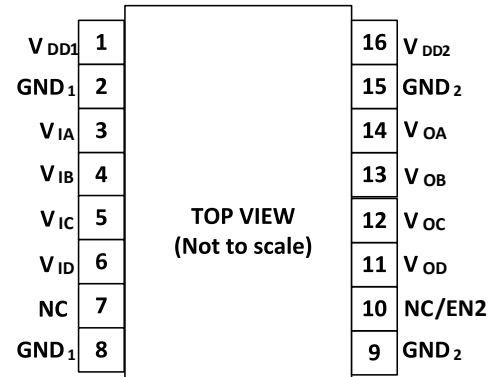 V DD1 1 16 V DD2
GND 1 2 15 GND 2
V IA 3 14 V OA
V IB 4 13 V OB
V IC 5 12 V OC
TOP VIEW
(Not to scale)
V ID 6 11 V OD
NC 7 10 NC/EN2
GND 1 8 9 GND 2